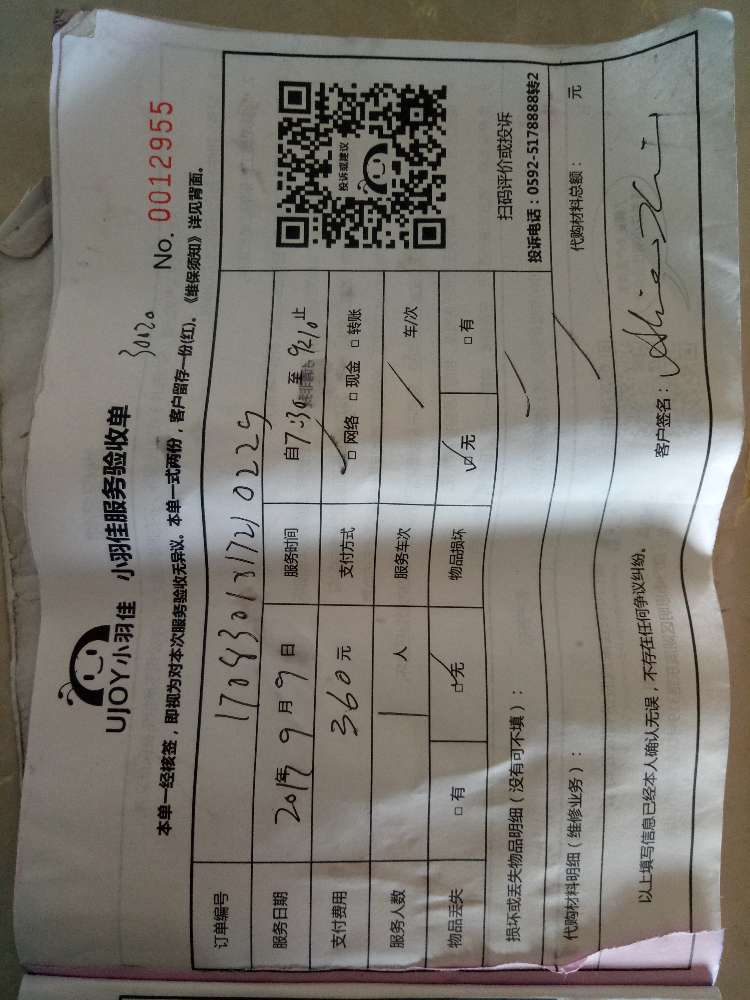 UJOY小羽佳 小羽佳服务验收单
30120
No. 0012955
本单一经核签，即视为对本次服务验收无异议。本单一式两份，客户留存一份(红)。《维保须知》详见背面。
订单编号
服务日期 2017年 9 月 9 日 服务时间 自7:30 至 止
支付费用 360 元 支付方式 □ 网络 □ 现金 □ 转账
服务人数 1 人 服务车次 / 车/次
物品丢失 □ 有 □ 无 物品损坏 □ 无 □ 有
投诉或建议
扫码评价或投诉
投诉电话：0592-5178888转2
损坏或丢失物品明细（没有可不填）：
代购材料明细（维修业务）： 代购材料总额： 元
以上填写信息已经本人确认无误，不存在任何争议纠纷。
客户签名：